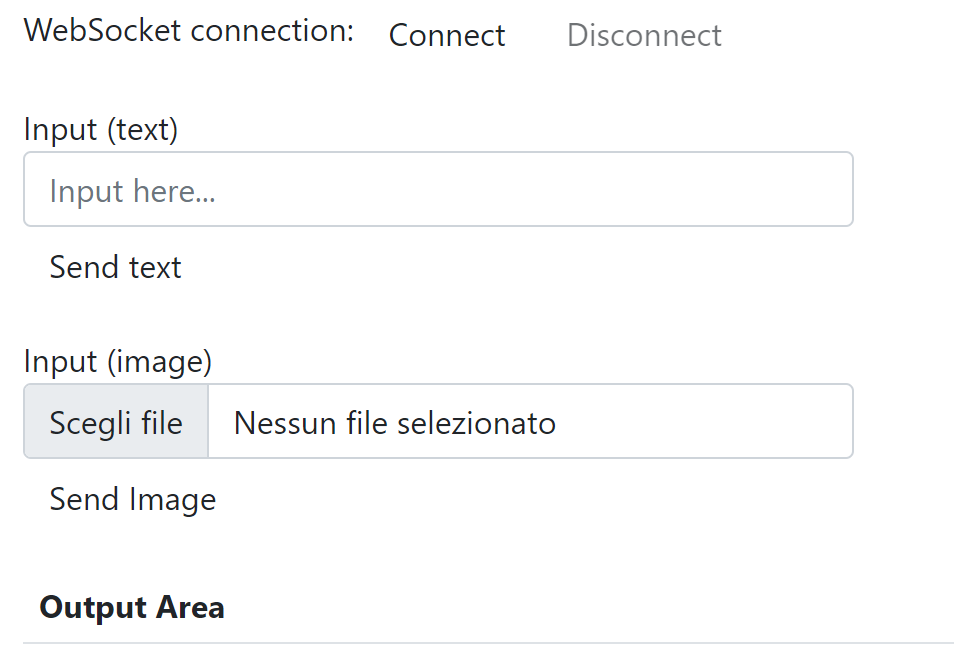 WebSocket connection: Connect Disconnect
Input (text)
Input here...
Send text
Input (image)
Scegli file Nessun file selezionato
Send Image
Output Area